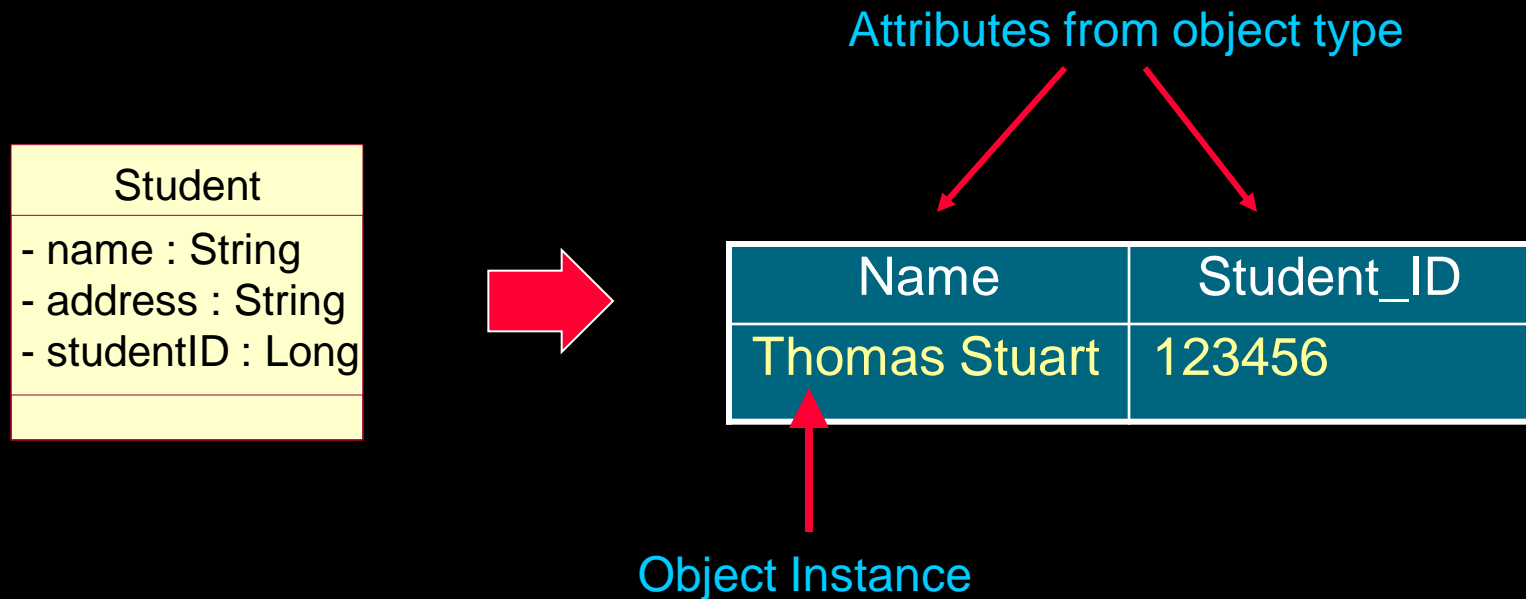 Attributes from object type
Student
- name : String
- address : String
- studentID : Long
Name Student_ID
Thomas Stuart 123456
Object Instance